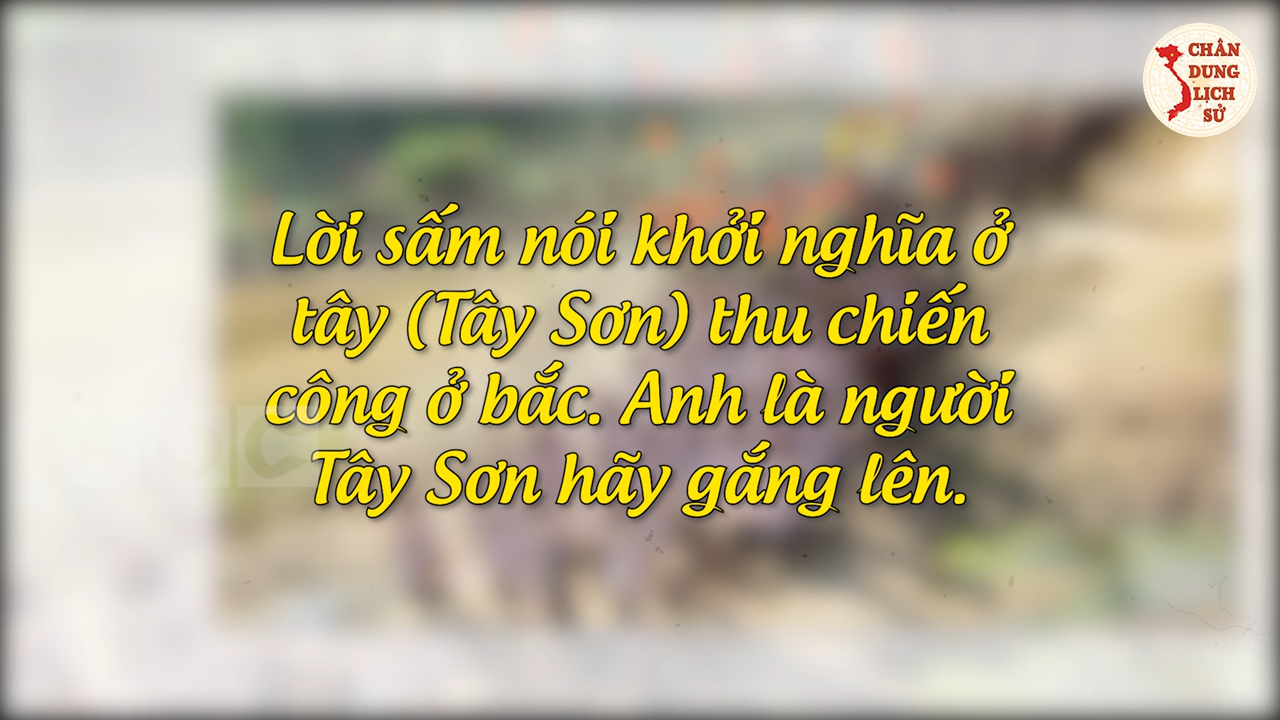 CHÂN
DUNG
LỊCH
SỬ
Lời sấm nói khởi nghĩa ở
tây (Tây Sơn) thu chiến
công ở bắc. Anh là người
Tây Sơn hãy gắng lên.